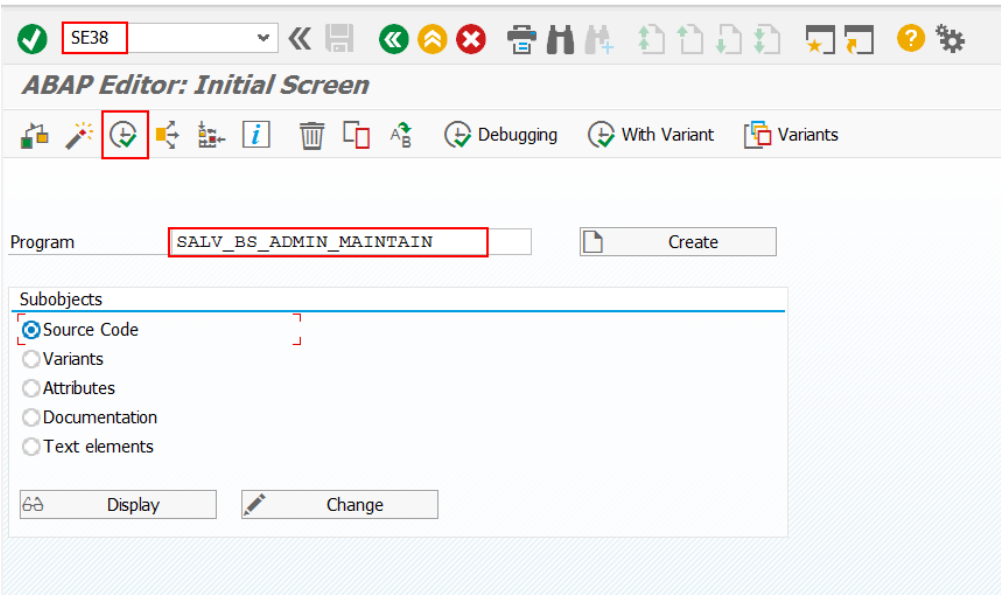 SE38
ABAP Editor: Initial Screen
Debugging With Variant Variants
Program SALV_BS_ADMIN_MAINTAIN Create
Subobjects
Source Code
Variants
Attributes
Documentation
Text elements
Display Change